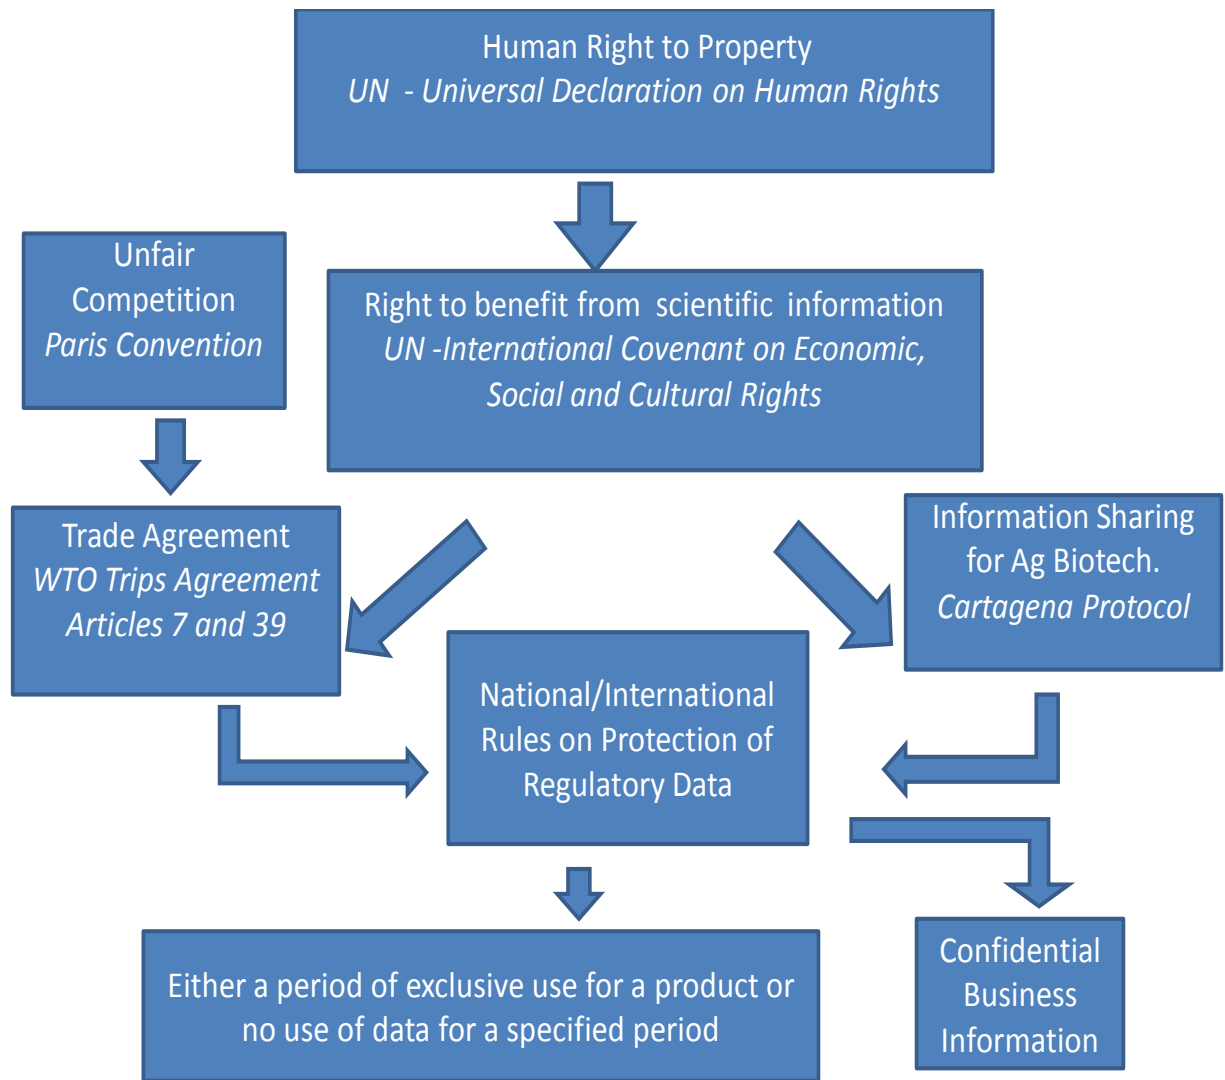 Human Right to Property
UN - Universal Declaration on Human Rights
Unfair
Competition
Paris Convention
Right to benefit from scientific information
UN -International Covenant on Economic,
Social and Cultural Rights
Trade Agreement
WTO Trips Agreement
Articles 7 and 39
Information Sharing
for Ag Biotech.
Cartagena Protocol
National/International
Rules on Protection of
Regulatory Data
Either a period of exclusive use for a product or
no use of data for a specified period
Confidential
Business
Information